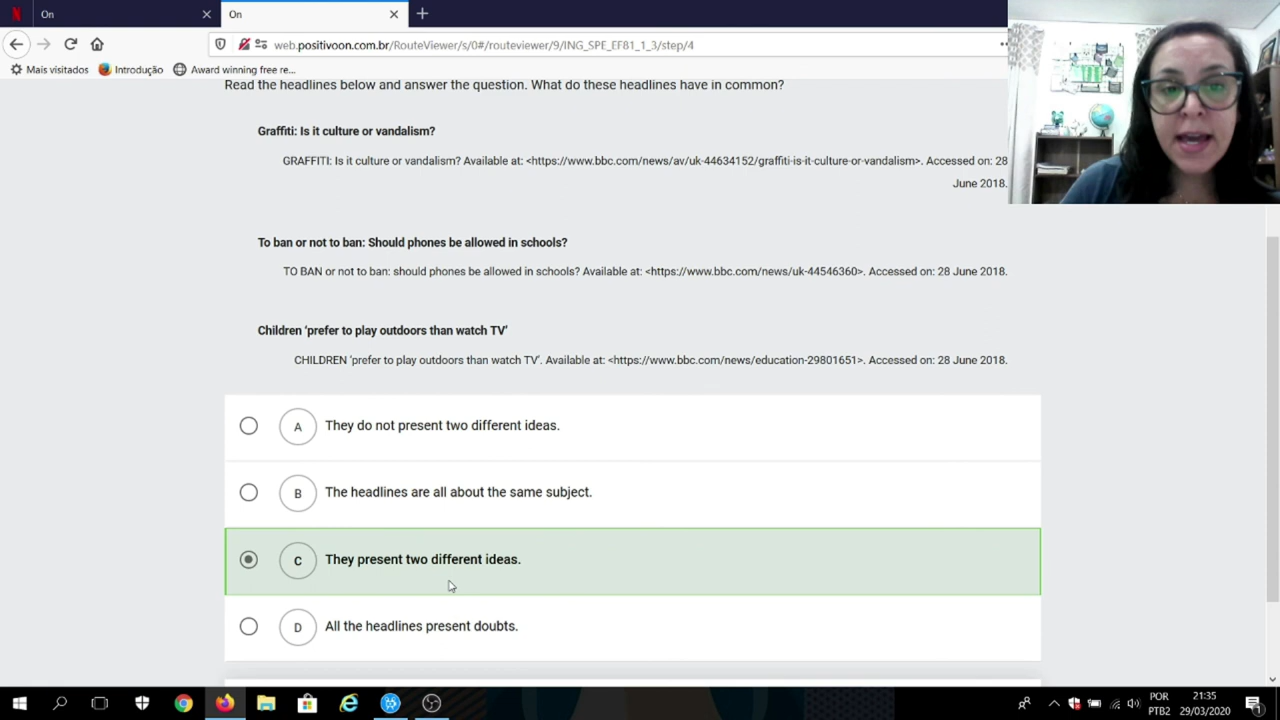 On
On
web.positivoon.com.br/RouteViewer/s/0#/routeviewer/9/ING_SPE_EF81_1_3/step/4
Mais visitados Introdução Award winning free re...
Read the headlines below and answer the question. What do these headlines have in common?
Graffiti: Is it culture or vandalism?
GRAFFITI: Is it culture or vandalism? Available at: <https://www.bbc.com/news/av/uk-44634152/graffiti-is-it-culture-or-vandalism>. Accessed on: 28
June 2018.
To ban or not to ban: Should phones be allowed in schools?
TO BAN or not to ban: should phones be allowed in schools? Available at: <https://www.bbc.com/news/uk-44546360>. Accessed on: 28 June 2018.
Children ‘prefer to play outdoors than watch TV’
CHILDREN ‘prefer to play outdoors than watch TV’. Available at: <https://www.bbc.com/news/education-29801651>. Accessed on: 28 June 2018.
A They do not present two different ideas.
B The headlines are all about the same subject.
C They present two different ideas.
D All the headlines present doubts.
POR 21:35
PTB2 29/03/2020 1